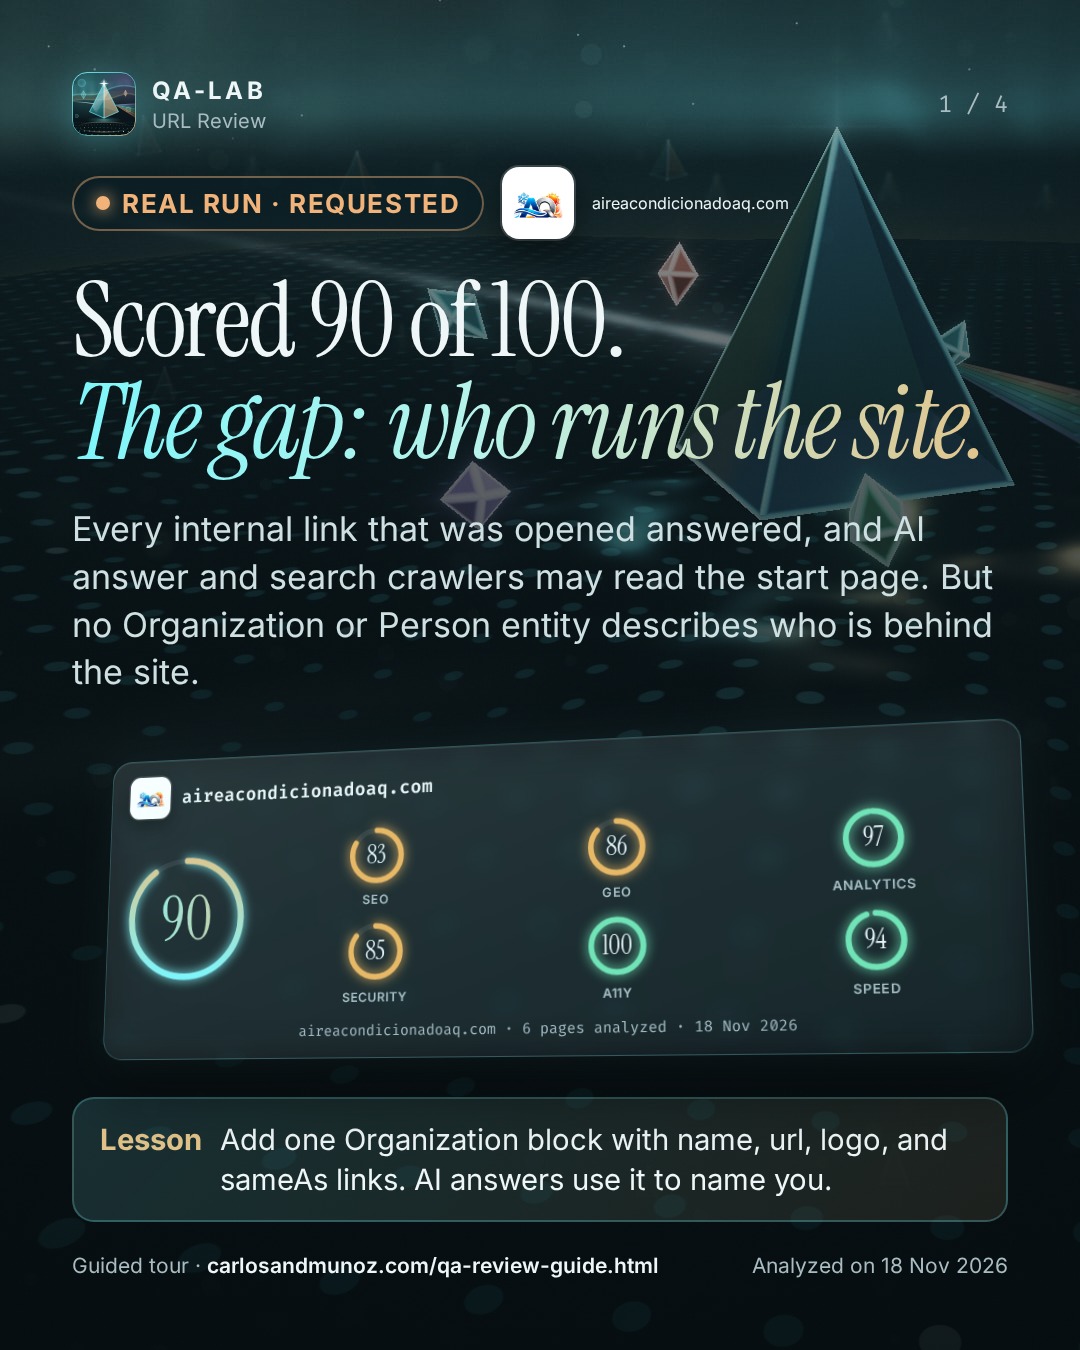 QA-LAB
URL Review
1 / 4
REAL RUN · REQUESTED
AQ
aireacondicionadoaq.com
Scored 90 of 100.
The gap: who runs the site.
Every internal link that was opened answered, and AI
answer and search crawlers may read the start page. But
no Organization or Person entity describes who is behind
the site.
AQ
aireacondicionadoaq.com
90
83
SEO
86
GEO
97
ANALYTICS
85
SECURITY
100
A11Y
94
SPEED
aireacondicionadoaq.com · 6 pages analyzed · 18 Nov 2026
Lesson Add one Organization block with name, url, logo, and
sameAs links. AI answers use it to name you.
Guided tour · carlosandmunoz.com/qa-review-guide.html
Analyzed on 18 Nov 2026